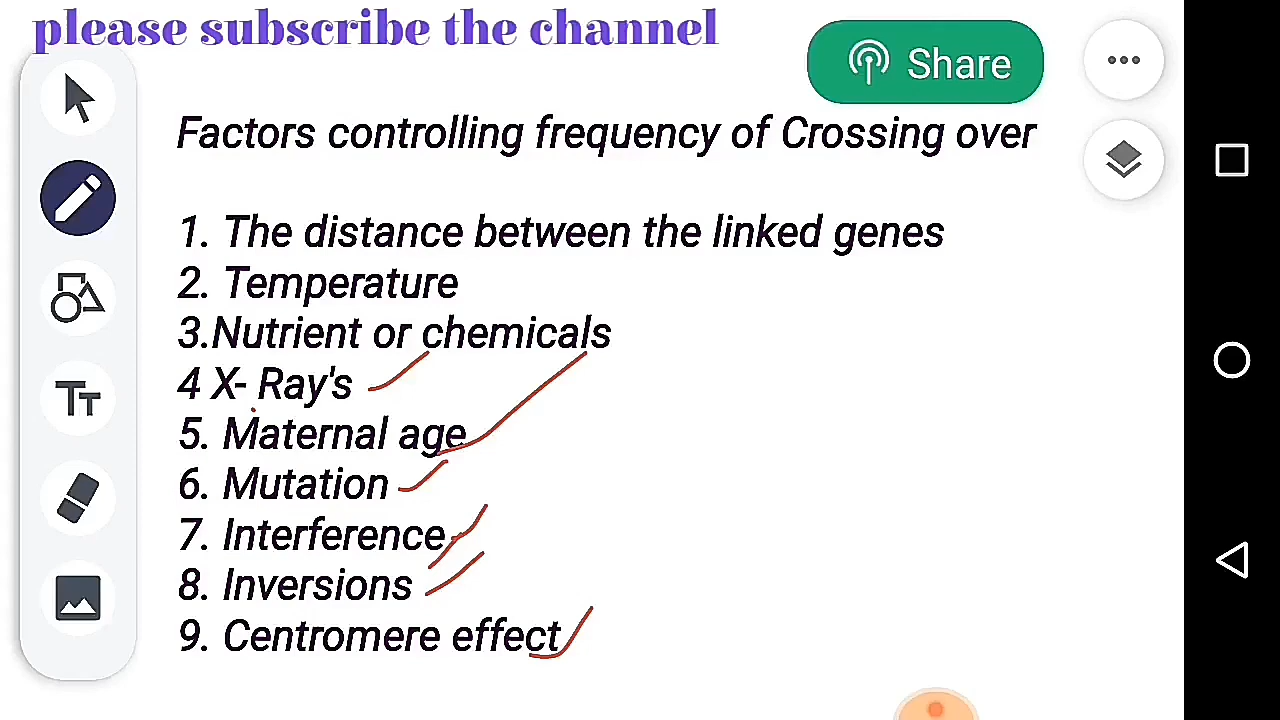 please subscribe the channel
Share
Factors controlling frequency of Crossing over
1. The distance between the linked genes
2. Temperature
3.Nutrient or chemicals
4 X- Ray's
5. Maternal age
6. Mutation
7. Interference
8. Inversions
9. Centromere effect
TT